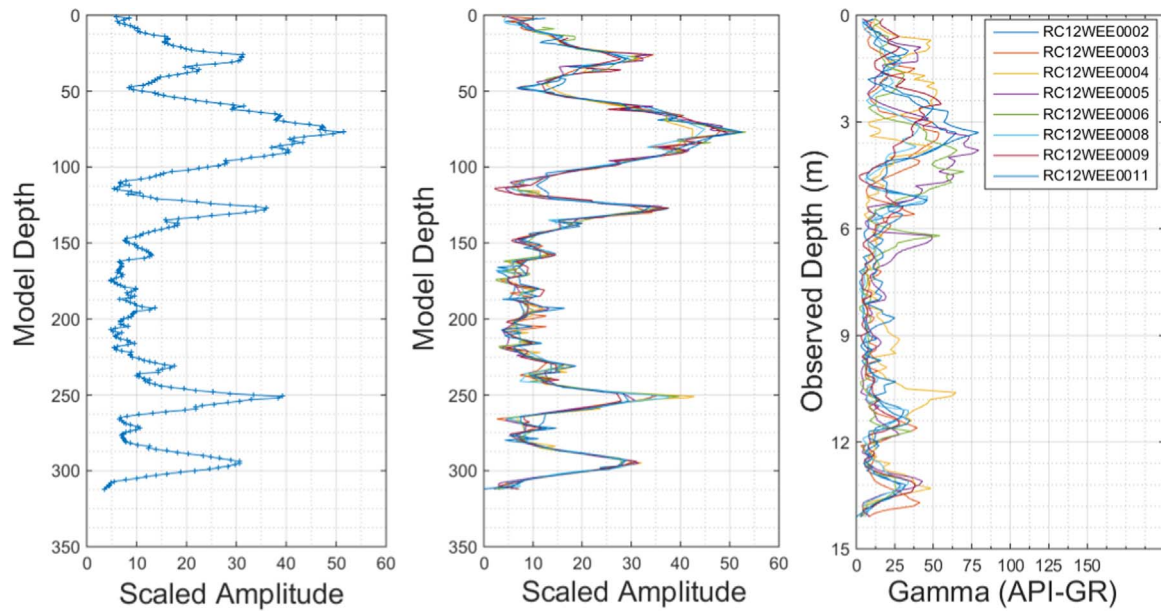 0
50
100
150
200
250
300
350
0 10 20 30 40 50 60
Model Depth
Scaled Amplitude
0
50
100
150
200
250
300
350
0 10 20 30 40 50 60
Model Depth
Scaled Amplitude
0
3
6
9
12
15
0 25 50 75 100 125 150
Observed Depth (m)
Gamma (API-GR)
RC12WEE0002
RC12WEE0003
RC12WEE0004
RC12WEE0005
RC12WEE0006
RC12WEE0008
RC12WEE0009
RC12WEE0011